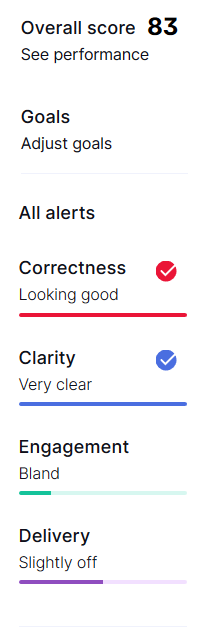 Overall score 83
See performance
Goals
Adjust goals
All alerts
Correctness
Looking good
Clarity
Very clear
Engagement
Bland
Delivery
Slightly off